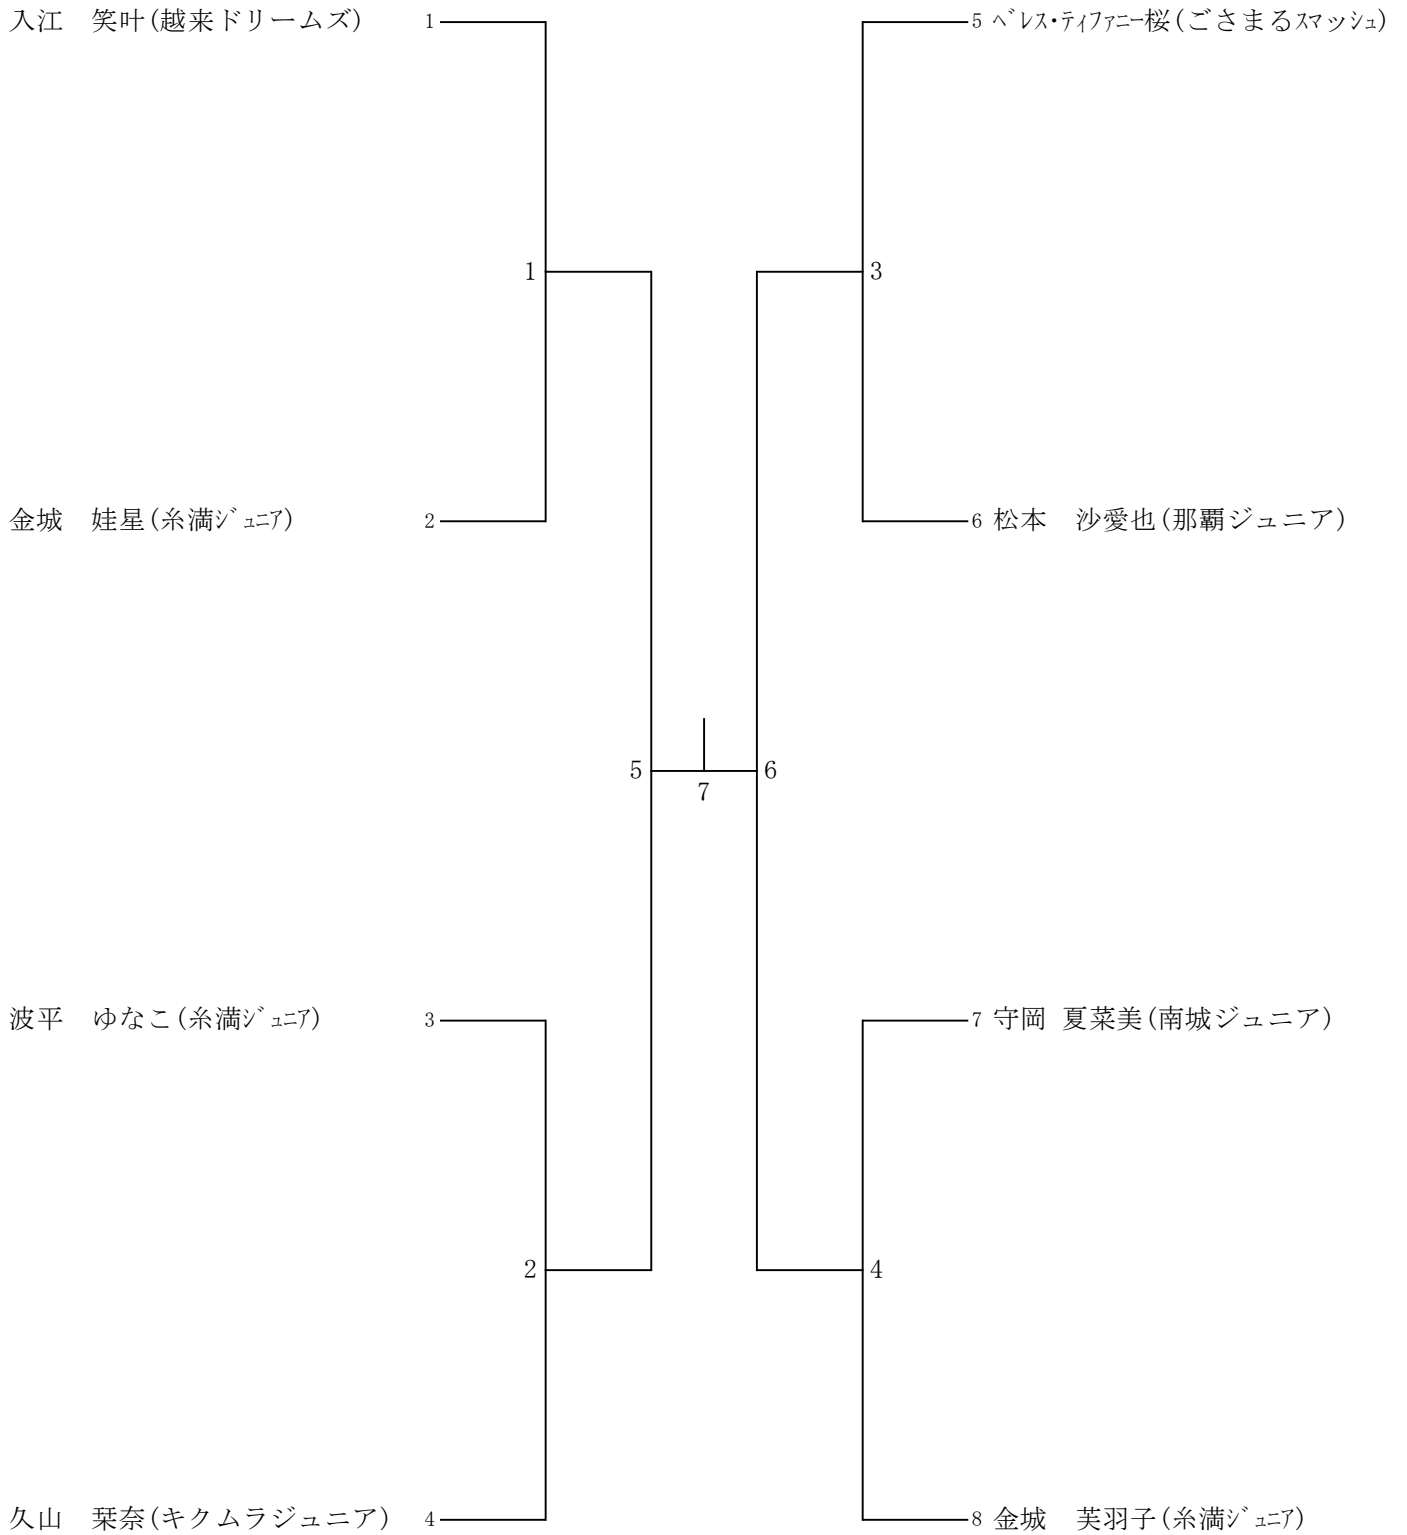 入江　笑叶(越来ドリームズ)　1
5 ﾍﾞﾚｽ･ﾃｨﾌｧﾆｰ桜(ごさまるｽﾏｯｼｭ)
1
3
金城　娃星(糸満ｼﾞｭﾆｱ)　2
6 松本　沙愛也(那覇ジュニア)
5
6
7
波平　ゆなこ(糸満ｼﾞｭﾆｱ)　3
7 守岡 夏菜美(南城ジュニア)
2
4
久山　栞奈(キクムラジュニア)　4
8 金城　芙羽子(糸満ｼﾞｭﾆｱ)